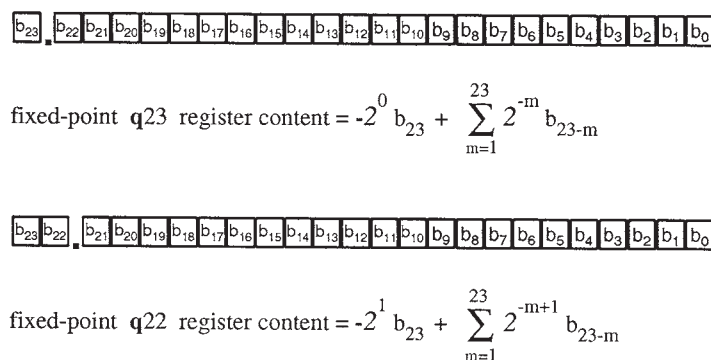 b23 . b22 b21 b20 b19 b18 b17 b16 b15 b14 b13 b12 b11 b10 b9 b8 b7 b6 b5 b4 b3 b2 b1 b0
fixed-point q23 register content = -2^0 b23 + ∑_{m=1}^{23} 2^-m b23-m
b23 b22 . b21 b20 b19 b18 b17 b16 b15 b14 b13 b12 b11 b10 b9 b8 b7 b6 b5 b4 b3 b2 b1 b0
fixed-point q22 register content = -2^1 b23 + ∑_{m=1}^{23} 2^-m+1 b23-m